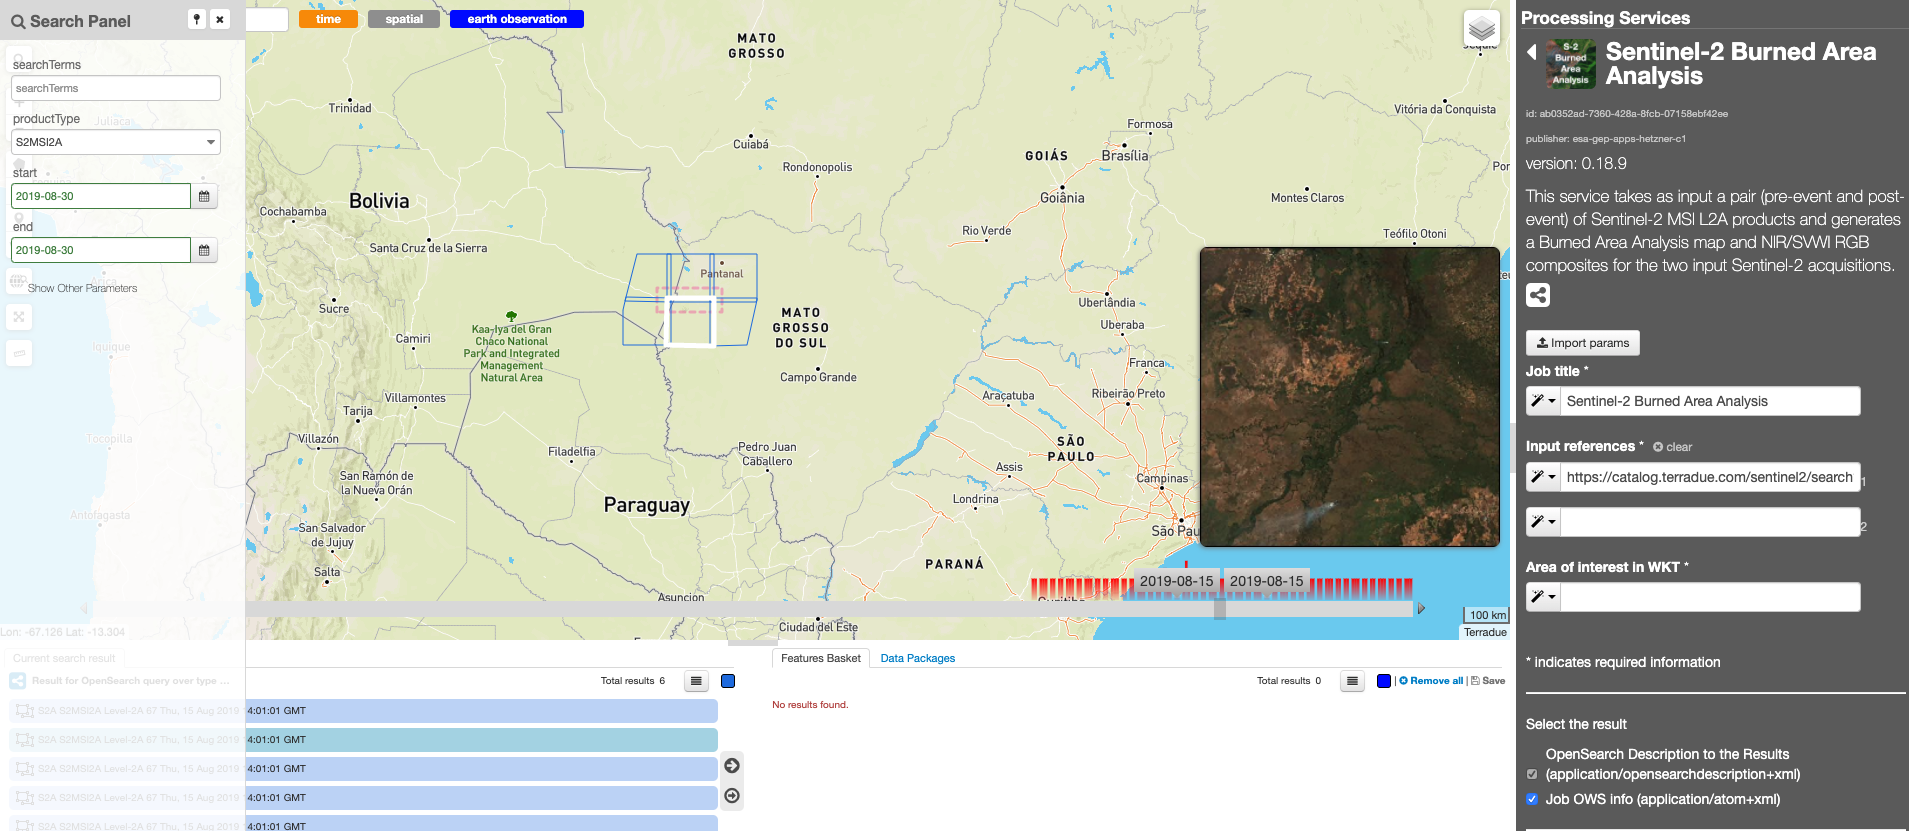 Search Panel
searchTerms
searchTerms
productType
S2MSI2A
start
2019-08-30
end
2019-08-30
Show Other Parameters
Lon: -67.126 Lat: -13.304
Current search result
Result for OpenSearch query over type ...
Total results 6
S2A S2MSI2A Level-2A 67 Thu, 15 Aug 2019 14:01:01 GMT
S2A S2MSI2A Level-2A 67 Thu, 15 Aug 2019 14:01:01 GMT
S2A S2MSI2A Level-2A 67 Thu, 15 Aug 2019 14:01:01 GMT
S2A S2MSI2A Level-2A 67 Thu, 15 Aug 2019 14:01:01 GMT
S2A S2MSI2A Level-2A 67 Thu, 15 Aug 2019 14:01:01 GMT
time
spatial
earth observation
MATO
GROSSO
Trinidad
Cuiabá
Rondonopolis
Formosa
Brasília
GOIÁS
Goiânia
Vitória da Conquista
Montes Claros
Teófilo Otoni
Juliaca
Bolivia
Cochabamba
Santa Cruz de la Sierra
Rio Verde
Pantanal
Sucre
Camiri
Kaa-Iya del Gran
Chaco National
Park and Integrated
Management
Natural Area
MATO
GROSSO
DO SUL
Campo Grande
Uberlândia
Uberaba
Franca
Ribeirão Preto
Araçatuba
Iquique
Villamontes
Tarija
Villazón
Tocopilla
Filadelfia
Pedro Juan
Caballero
SÃO
PAULO
Assis
Campinas
Londrina
São Pau
San Ramón de
la Nueva Orán
Antofagasta
Paraguay
San Salvador
de Jujuy
Salta
PARANÁ
Asuncion
Curitiba
Ciudad del Este
2019-08-15
2019-08-15
100 km
Terradue
Features Basket
Data Packages
Total results 0
Remove all | Save
No results found.
Processing Services
S-2
Burned
Area
Analysis
Sentinel-2 Burned Area
Analysis
id: ab0352ad-7360-428a-8fcb-07158ebf42ee
publisher: esa-gep-apps-hetzner-c1
version: 0.18.9
This service takes as input a pair (pre-event and post-
event) of Sentinel-2 MSI L2A products and generates
a Burned Area Analysis map and NIR/SWI RGB
composites for the two input Sentinel-2 acquisitions.
Import params
Job title *
Sentinel-2 Burned Area Analysis
Input references * clear
https://catalog.terradue.com/sentinel2/search
1
2
Area of interest in WKT *
* indicates required information
Select the result
OpenSearch Description to the Results
(application/opensearchdescription+xml)
Job OWS info (application/atom+xml)